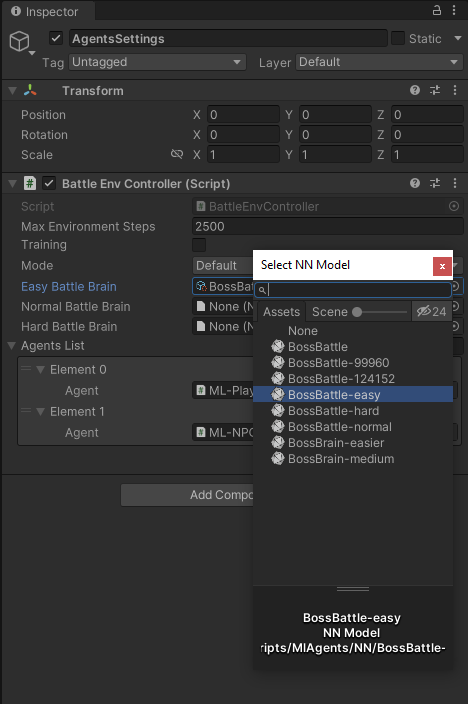 Inspector
AgentsSettings
Static
Tag Untagged Layer Default
Transform
Position X 0 Y 0 Z 0
Rotation X 0 Y 0 Z 0
Scale X 1 Y 1 Z 1
Battle Env Controller (Script)
Script BattleEnvController
Max Environment Steps 2500
Training
Mode Default
Easy Battle Brain BossBat
Normal Battle Brain None (N
Hard Battle Brain None (N
Agents List
Element 0
Agent ML-Play
Element 1
Agent ML-NPC
Add Compo
Select NN Model
x
Assets Scene 24
None
BossBattle
BossBattle-99960
BossBattle-124152
BossBattle-easy
BossBattle-hard
BossBattle-normal
BossBrain-easier
BossBrain-medium
BossBattle-easy
NN Model
ripts/MlAgents/NN/BossBattle-